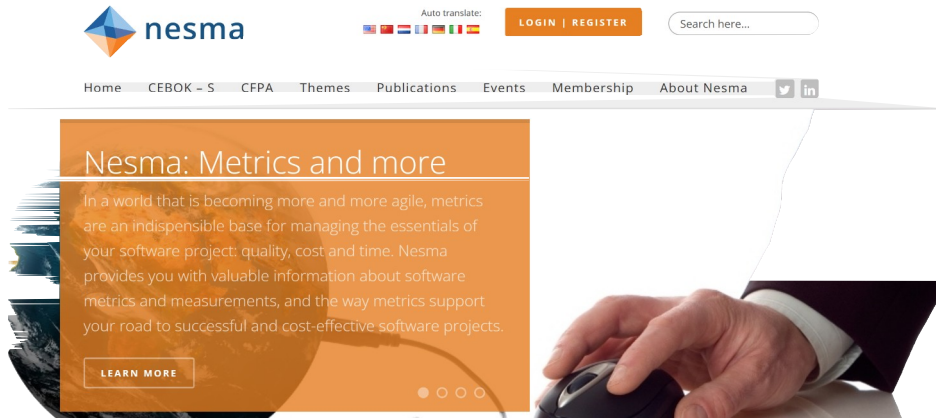 nesma
Auto translate:
LOGIN | REGISTER
Search here...
Home CEBOK – S CFPA Themes Publications Events Membership About Nesma
Nesma: Metrics and more
In a world that is becoming more and more agile, metrics
are an indispensible base for managing the essentials of
your software project: quality, cost and time. Nesma
provides you with valuable information about software
metrics and measurements, and the way metrics support
your road to successful and cost-effective software projects.
LEARN MORE